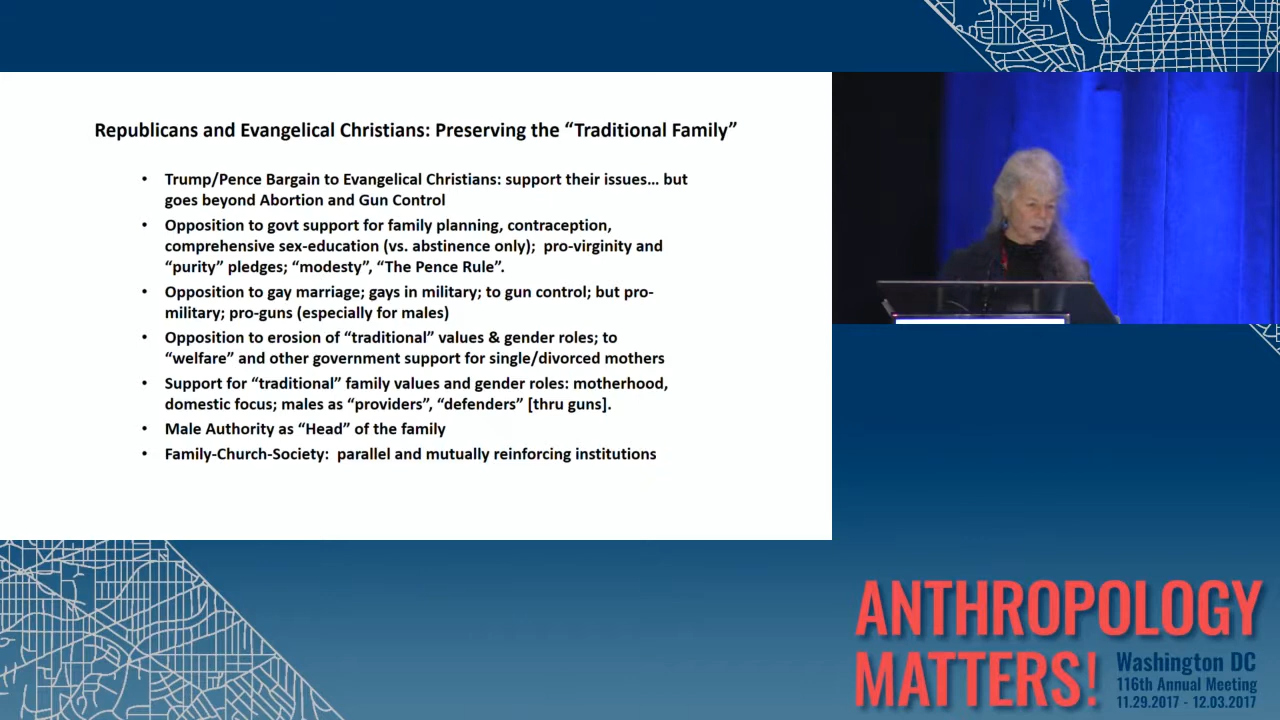 Republicans and Evangelical Christians: Preserving the “Traditional Family”
• Trump/Pence Bargain to Evangelical Christians: support their issues… but
goes beyond Abortion and Gun Control
• Opposition to govt support for family planning, contraception,
comprehensive sex-education (vs. abstinence only);  pro-virginity and
“purity” pledges; “modesty”, “The Pence Rule”.
• Opposition to gay marriage; gays in military; to gun control; but pro-
military; pro-guns (especially for males)
• Opposition to erosion of “traditional” values & gender roles; to
“welfare” and other government support for single/divorced mothers
• Support for “traditional” family values and gender roles: motherhood,
domestic focus; males as “providers”, “defenders” [thru guns].
• Male Authority as “Head” of the family
• Family-Church-Society:  parallel and mutually reinforcing institutions
ANTHROPOLOGY
MATTERS!
Washington DC
116th Annual Meeting
11.29.2017 - 12.03.2017